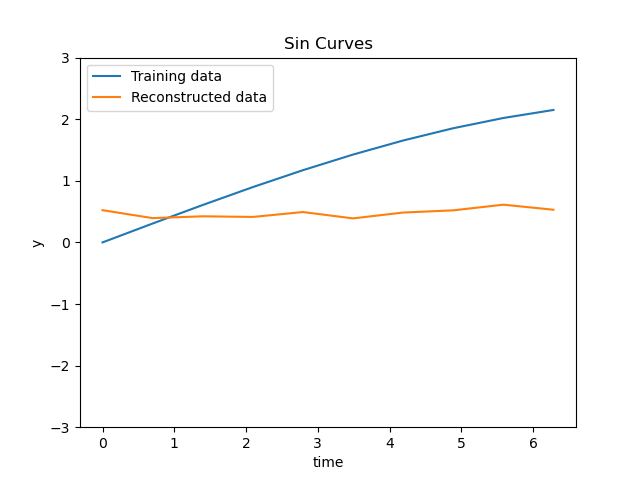 Sin Curves
Training data
Reconstructed data
3
2
1
0
−1
−2
−3
y
0 1 2 3 4 5 6
time